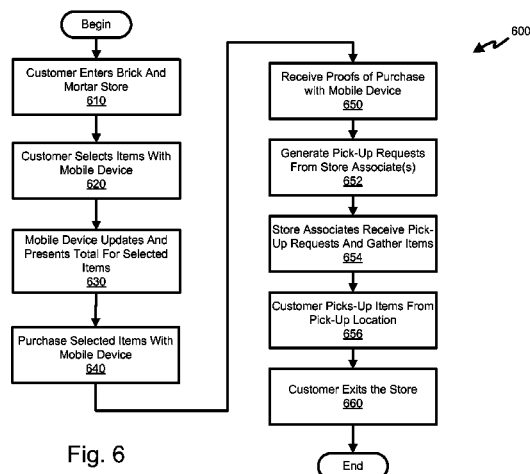 Begin
Customer Enters Brick And
Mortar Store
610
Customer Selects Items With
Mobile Device
620
Mobile Device Updates And
Presents Total For Selected
Items
630
Purchase Selected Items With
Mobile Device
640
600
Receive Proofs of Purchase
with Mobile Device
650
Generate Pick-Up Requests
From Store Associate(s)
652
Store Associates Receive Pick-
Up Requests And Gather Items
654
Customer Picks-Up Items From
Pick-Up Location
656
Customer Exits the Store
660
End
Fig. 6